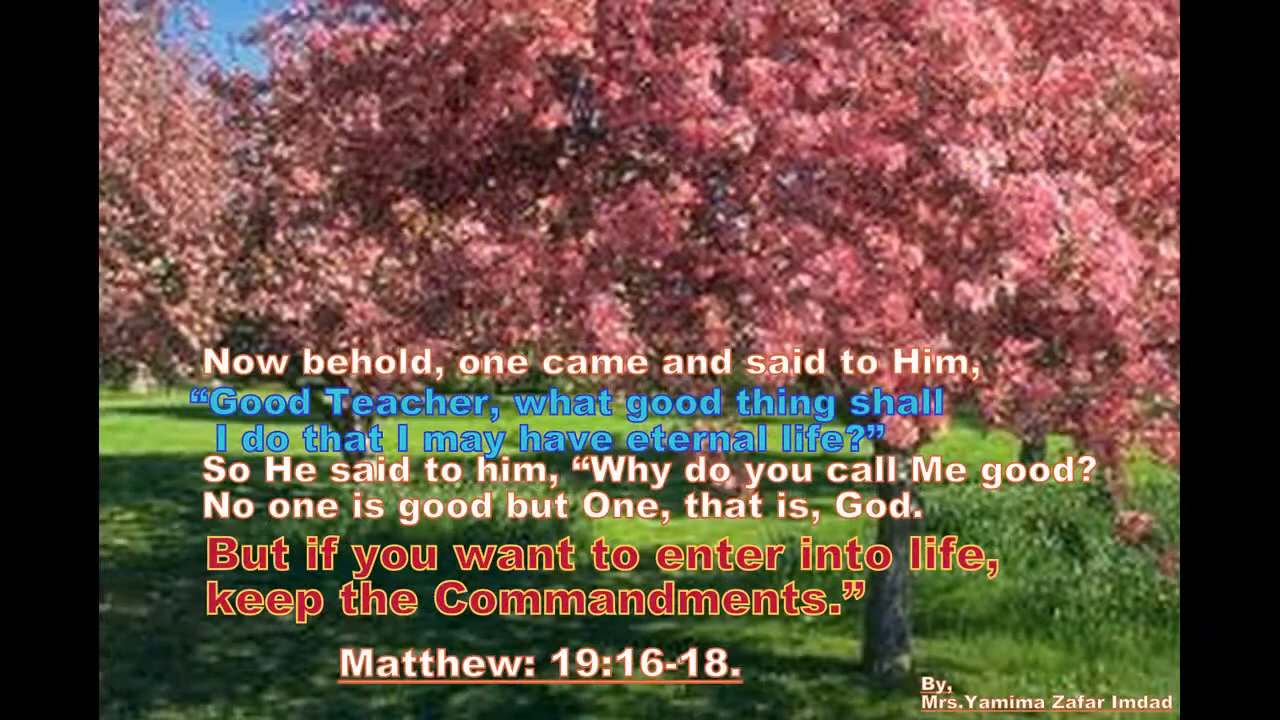 Now behold, one came and said to Him,
“Good Teacher, what good thing shall
I do that I may have eternal life?”
So He said to him, “Why do you call Me good?
No one is good but One, that is, God.
But if you want to enter into life,
keep the Commandments.”
Matthew: 19:16-18.
By,
Mrs.Yamima Zafar Imdad